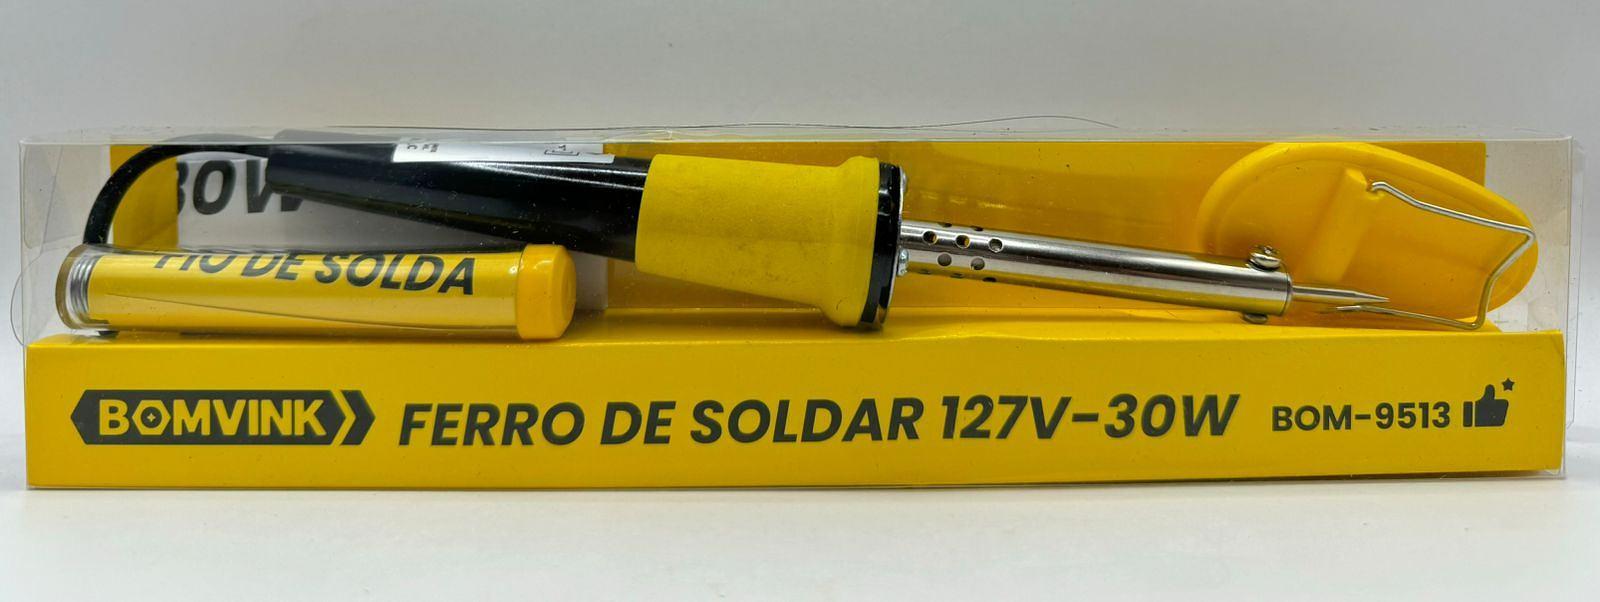 30W
FIO DE SOLDA
BOMVINK
FERRO DE SOLDAR 127V-30W
BOM-9513